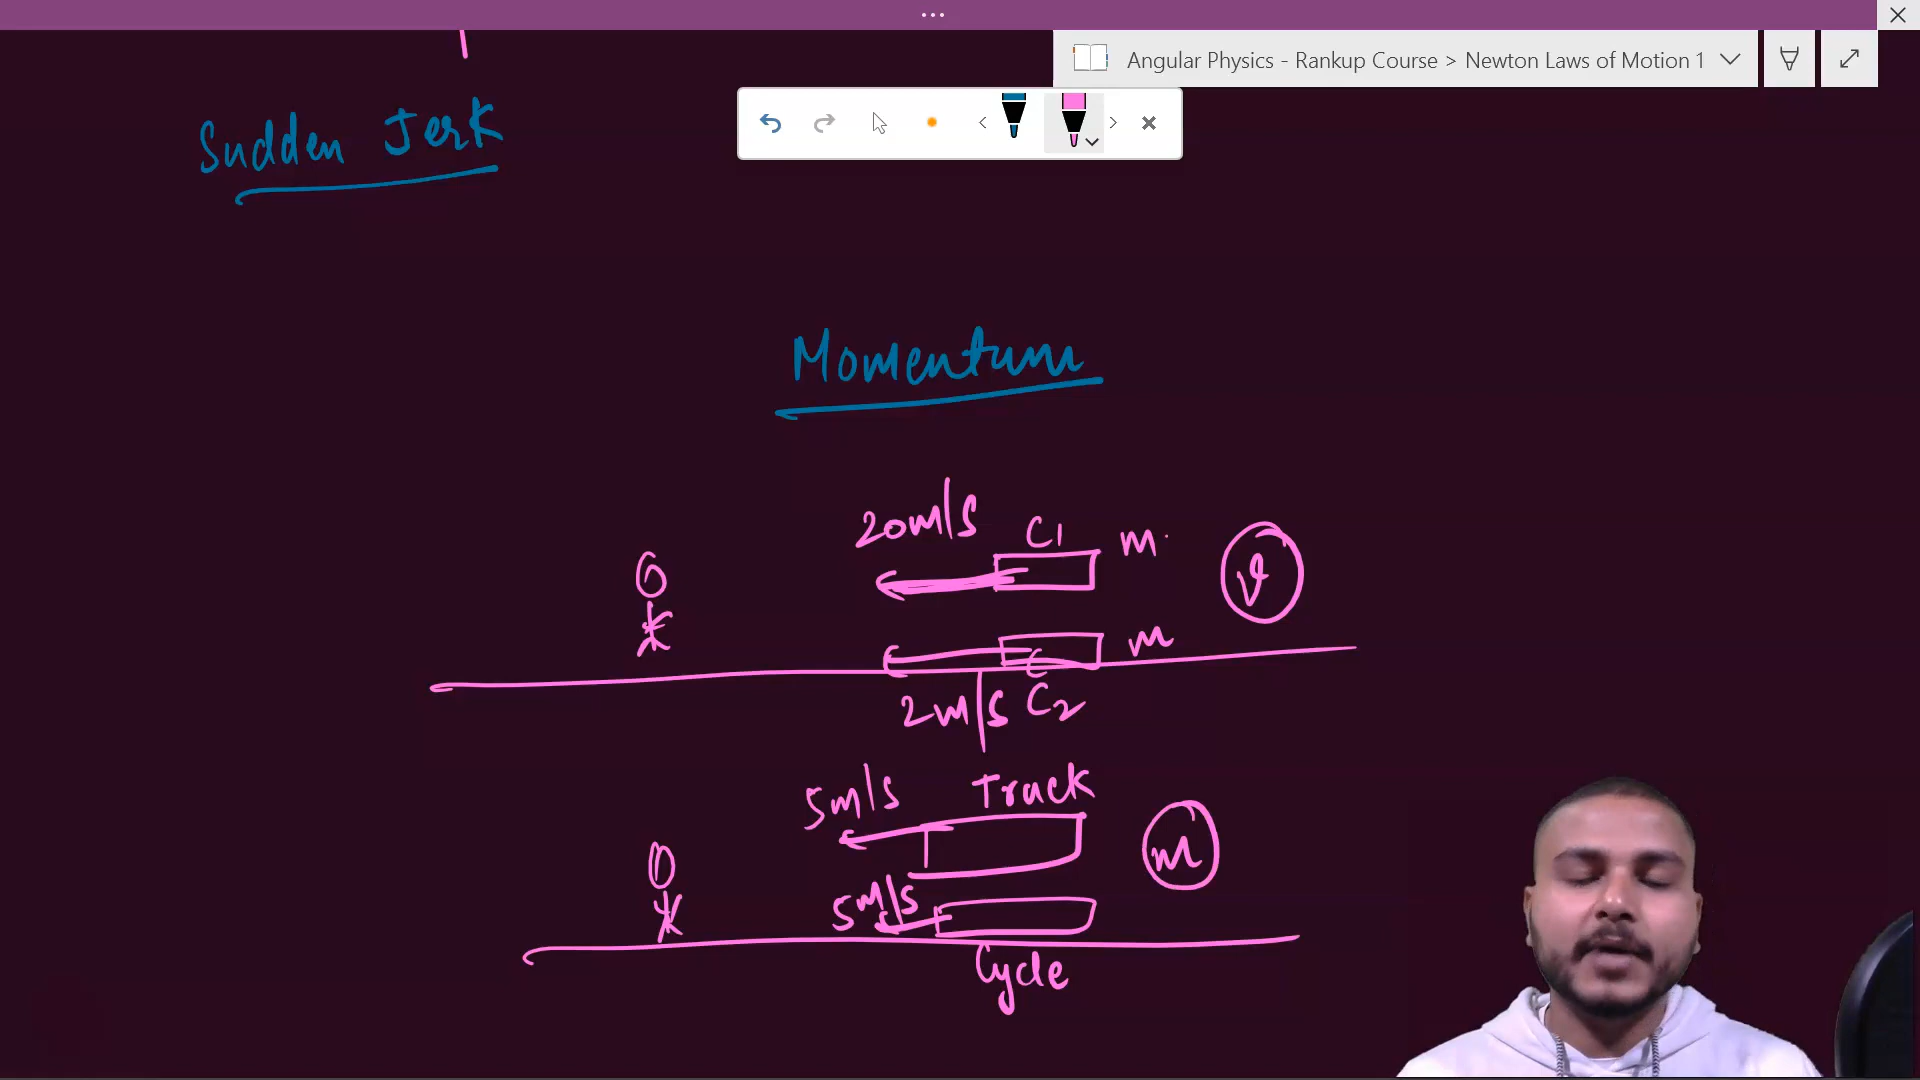 Angular Physics - Rankup Course > Newton Laws of Motion 1
Sudden Jerk
Momentum
20m/s C1 m
v
m
2m/s C2
5m/s Track
m
5m/s
Cycle